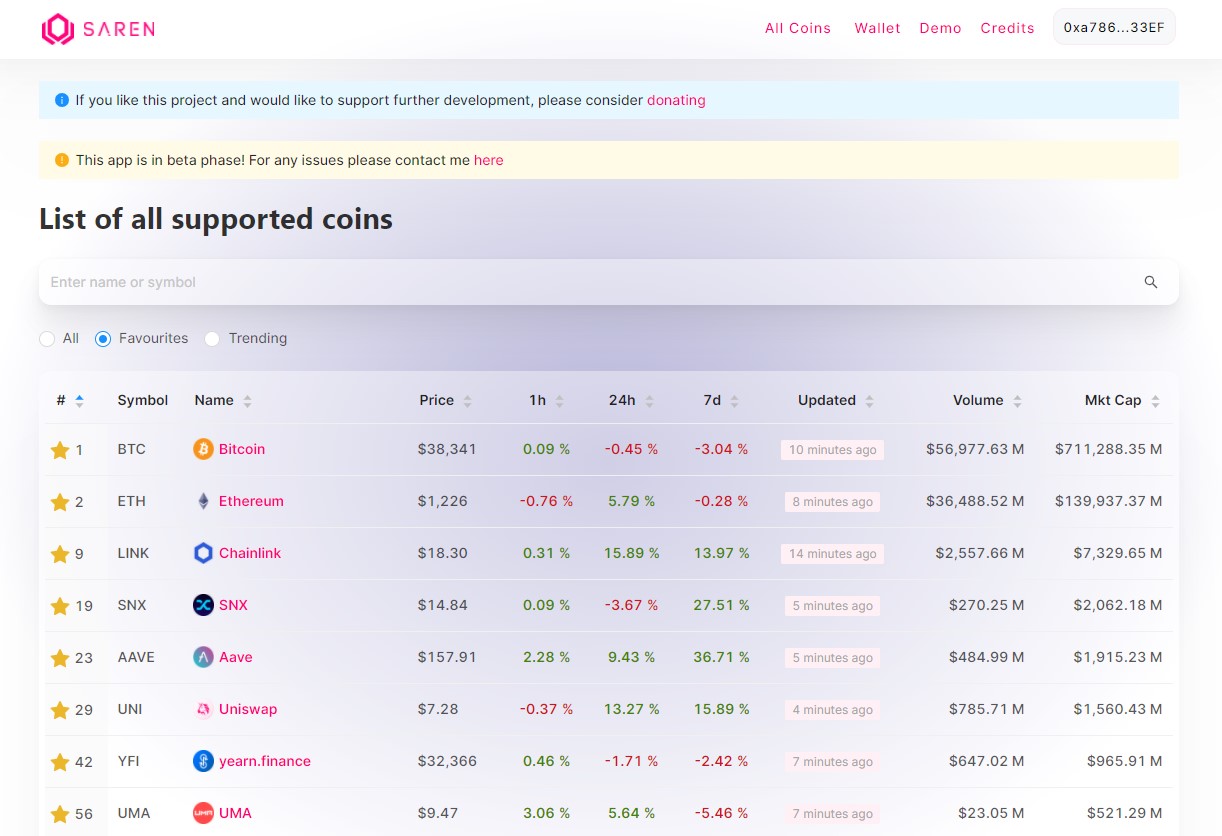 SAREN All Coins Wallet Demo Credits 0xa786...33EF
If you like this project and would like to support further development, please consider donating
This app is in beta phase! For any issues please contact me here
List of all supported coins
Enter name or symbol
All Favourites Trending
# Symbol Name Price 1h 24h 7d Updated Volume Mkt Cap
1 BTC Bitcoin $38,341 0.09 % -0.45 % -3.04 % 10 minutes ago $56,977.63 M $711,288.35 M
2 ETH Ethereum $1,226 -0.76 % 5.79 % -0.28 % 8 minutes ago $36,488.52 M $139,937.37 M
9 LINK Chainlink $18.30 0.31 % 15.89 % 13.97 % 14 minutes ago $2,557.66 M $7,329.65 M
19 SNX SNX $14.84 0.09 % -3.67 % 27.51 % 5 minutes ago $270.25 M $2,062.18 M
23 AAVE Aave $157.91 2.28 % 9.43 % 36.71 % 5 minutes ago $484.99 M $1,915.23 M
29 UNI Uniswap $7.28 -0.37 % 13.27 % 15.89 % 4 minutes ago $785.71 M $1,560.43 M
42 YFI yearn.finance $32,366 0.46 % -1.71 % -2.42 % 7 minutes ago $647.02 M $965.91 M
56 UMA UMA UMA $9.47 3.06 % 5.64 % -5.46 % 7 minutes ago $23.05 M $521.29 M